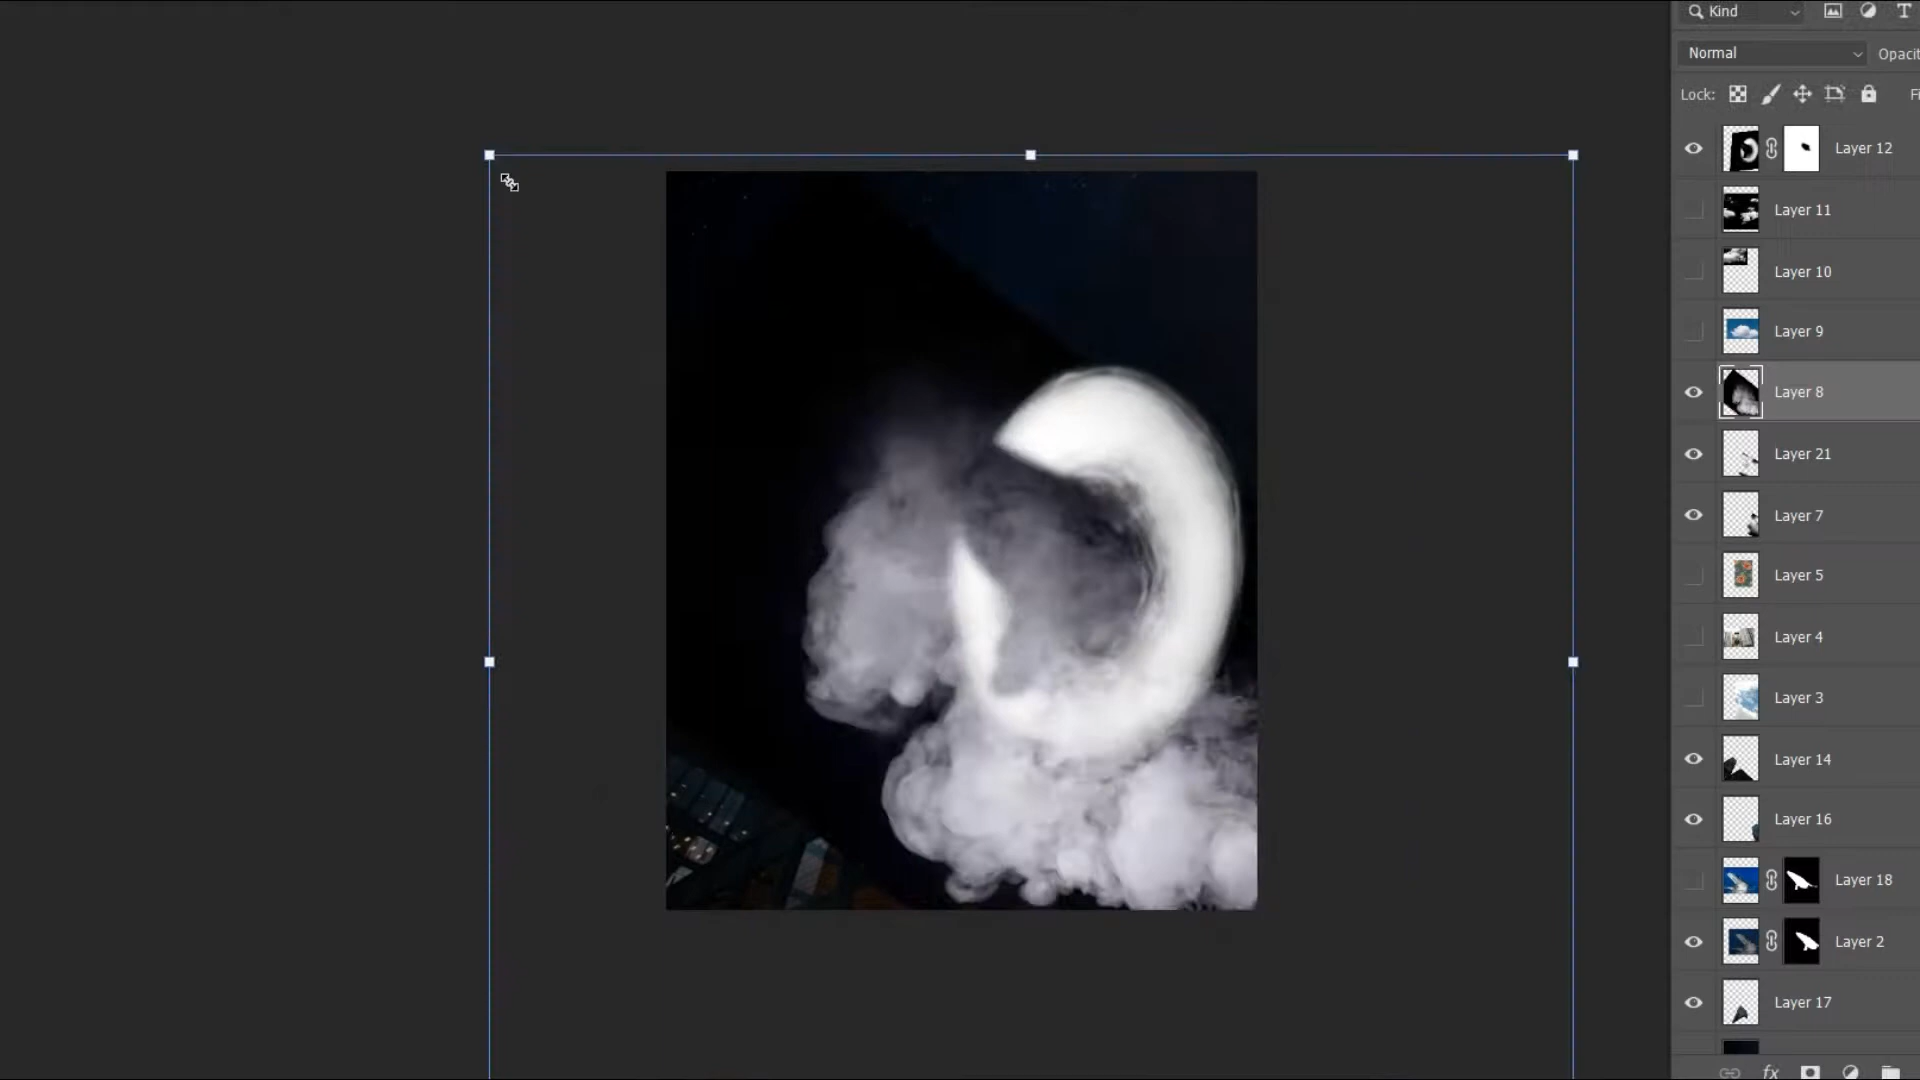 Kind
T
Normal
Opacit
Lock:
Fi
Layer 12
Layer 11
Layer 10
Layer 9
Layer 8
Layer 21
Layer 7
Layer 5
Layer 4
Layer 3
Layer 14
Layer 16
Layer 18
Layer 2
Layer 17
fx